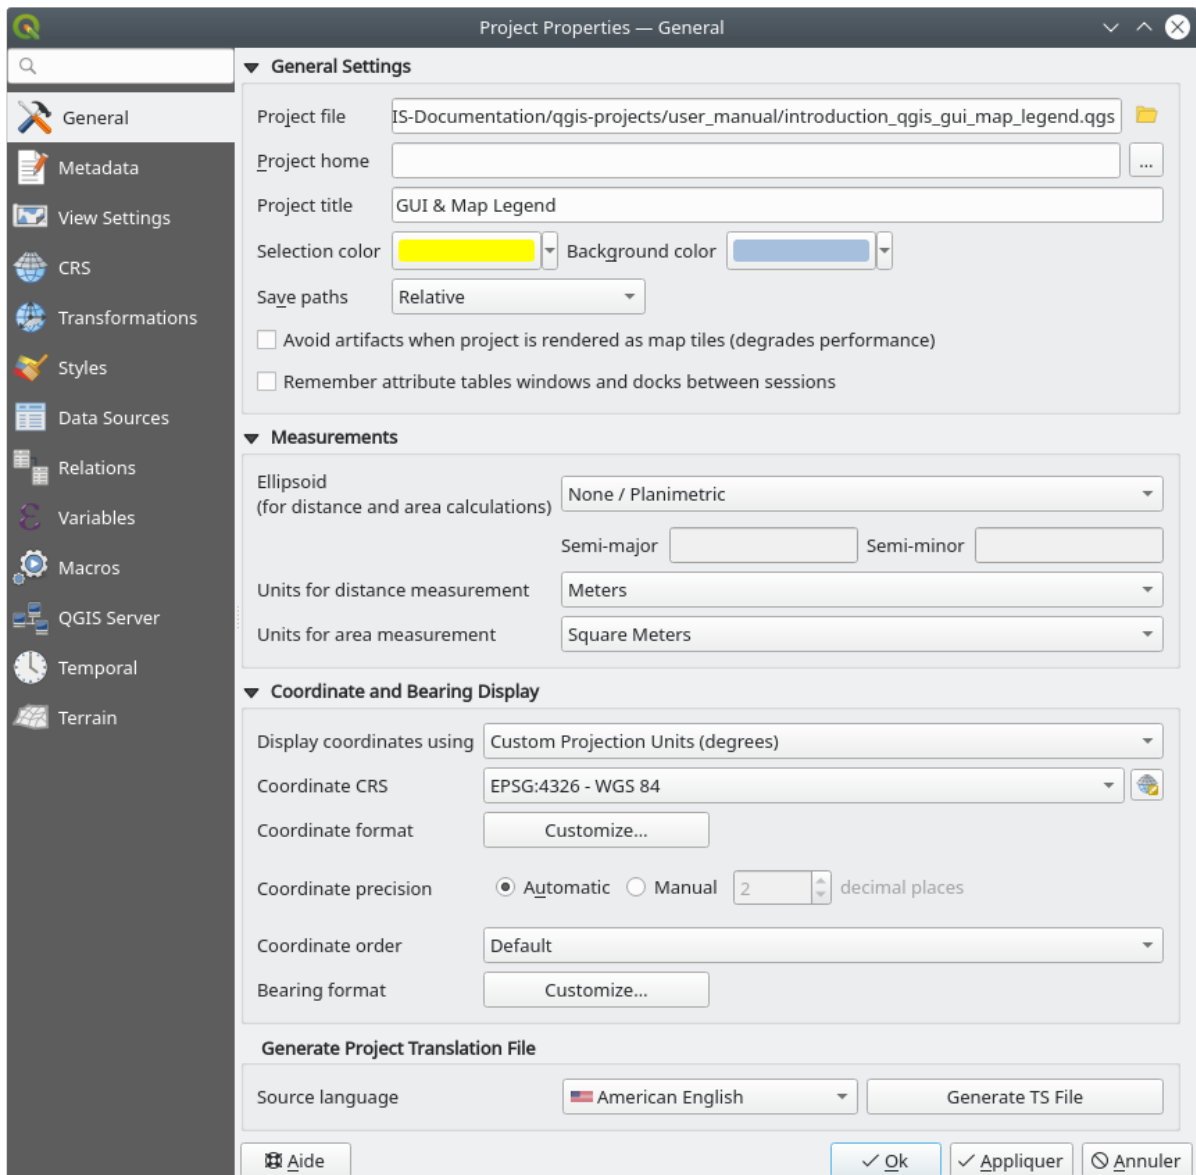 Project Properties — General
General Settings
General
Project file IS-Documentation/qgis-projects/user_manual/introduction_qgis_gui_map_legend.qgs
Metadata
Project home ...
View Settings
Project title GUI & Map Legend
CRS
Selection color Background color
Transformations
Save paths Relative
Styles
Avoid artifacts when project is rendered as map tiles (degrades performance)
Data Sources
Remember attribute tables windows and docks between sessions
Relations
Measurements
Variables
Ellipsoid
(for distance and area calculations) None / Planimetric
Macros
Semi-major Semi-minor
QGIS Server
Units for distance measurement Meters
Temporal
Units for area measurement Square Meters
Terrain
Coordinate and Bearing Display
Display coordinates using Custom Projection Units (degrees)
Coordinate CRS EPSG:4326 - WGS 84
Coordinate format Customize...
Coordinate precision Automatic Manual 2 decimal places
Coordinate order Default
Bearing format Customize...
Generate Project Translation File
Source language American English Generate TS File
Aide Ok Appliquer Annuler